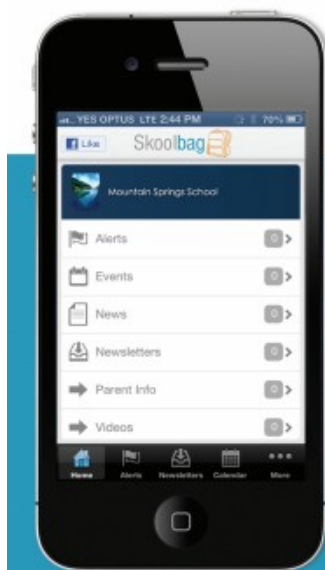 YES OPTUS LTE 2:44 PM 70%
Like Skoolbag
Mountain Springs School
Alerts 0
Events 0
News 0
Newsletters 0
Parent Info 0
Videos 0
Home Alerts Newsletters Calendar More